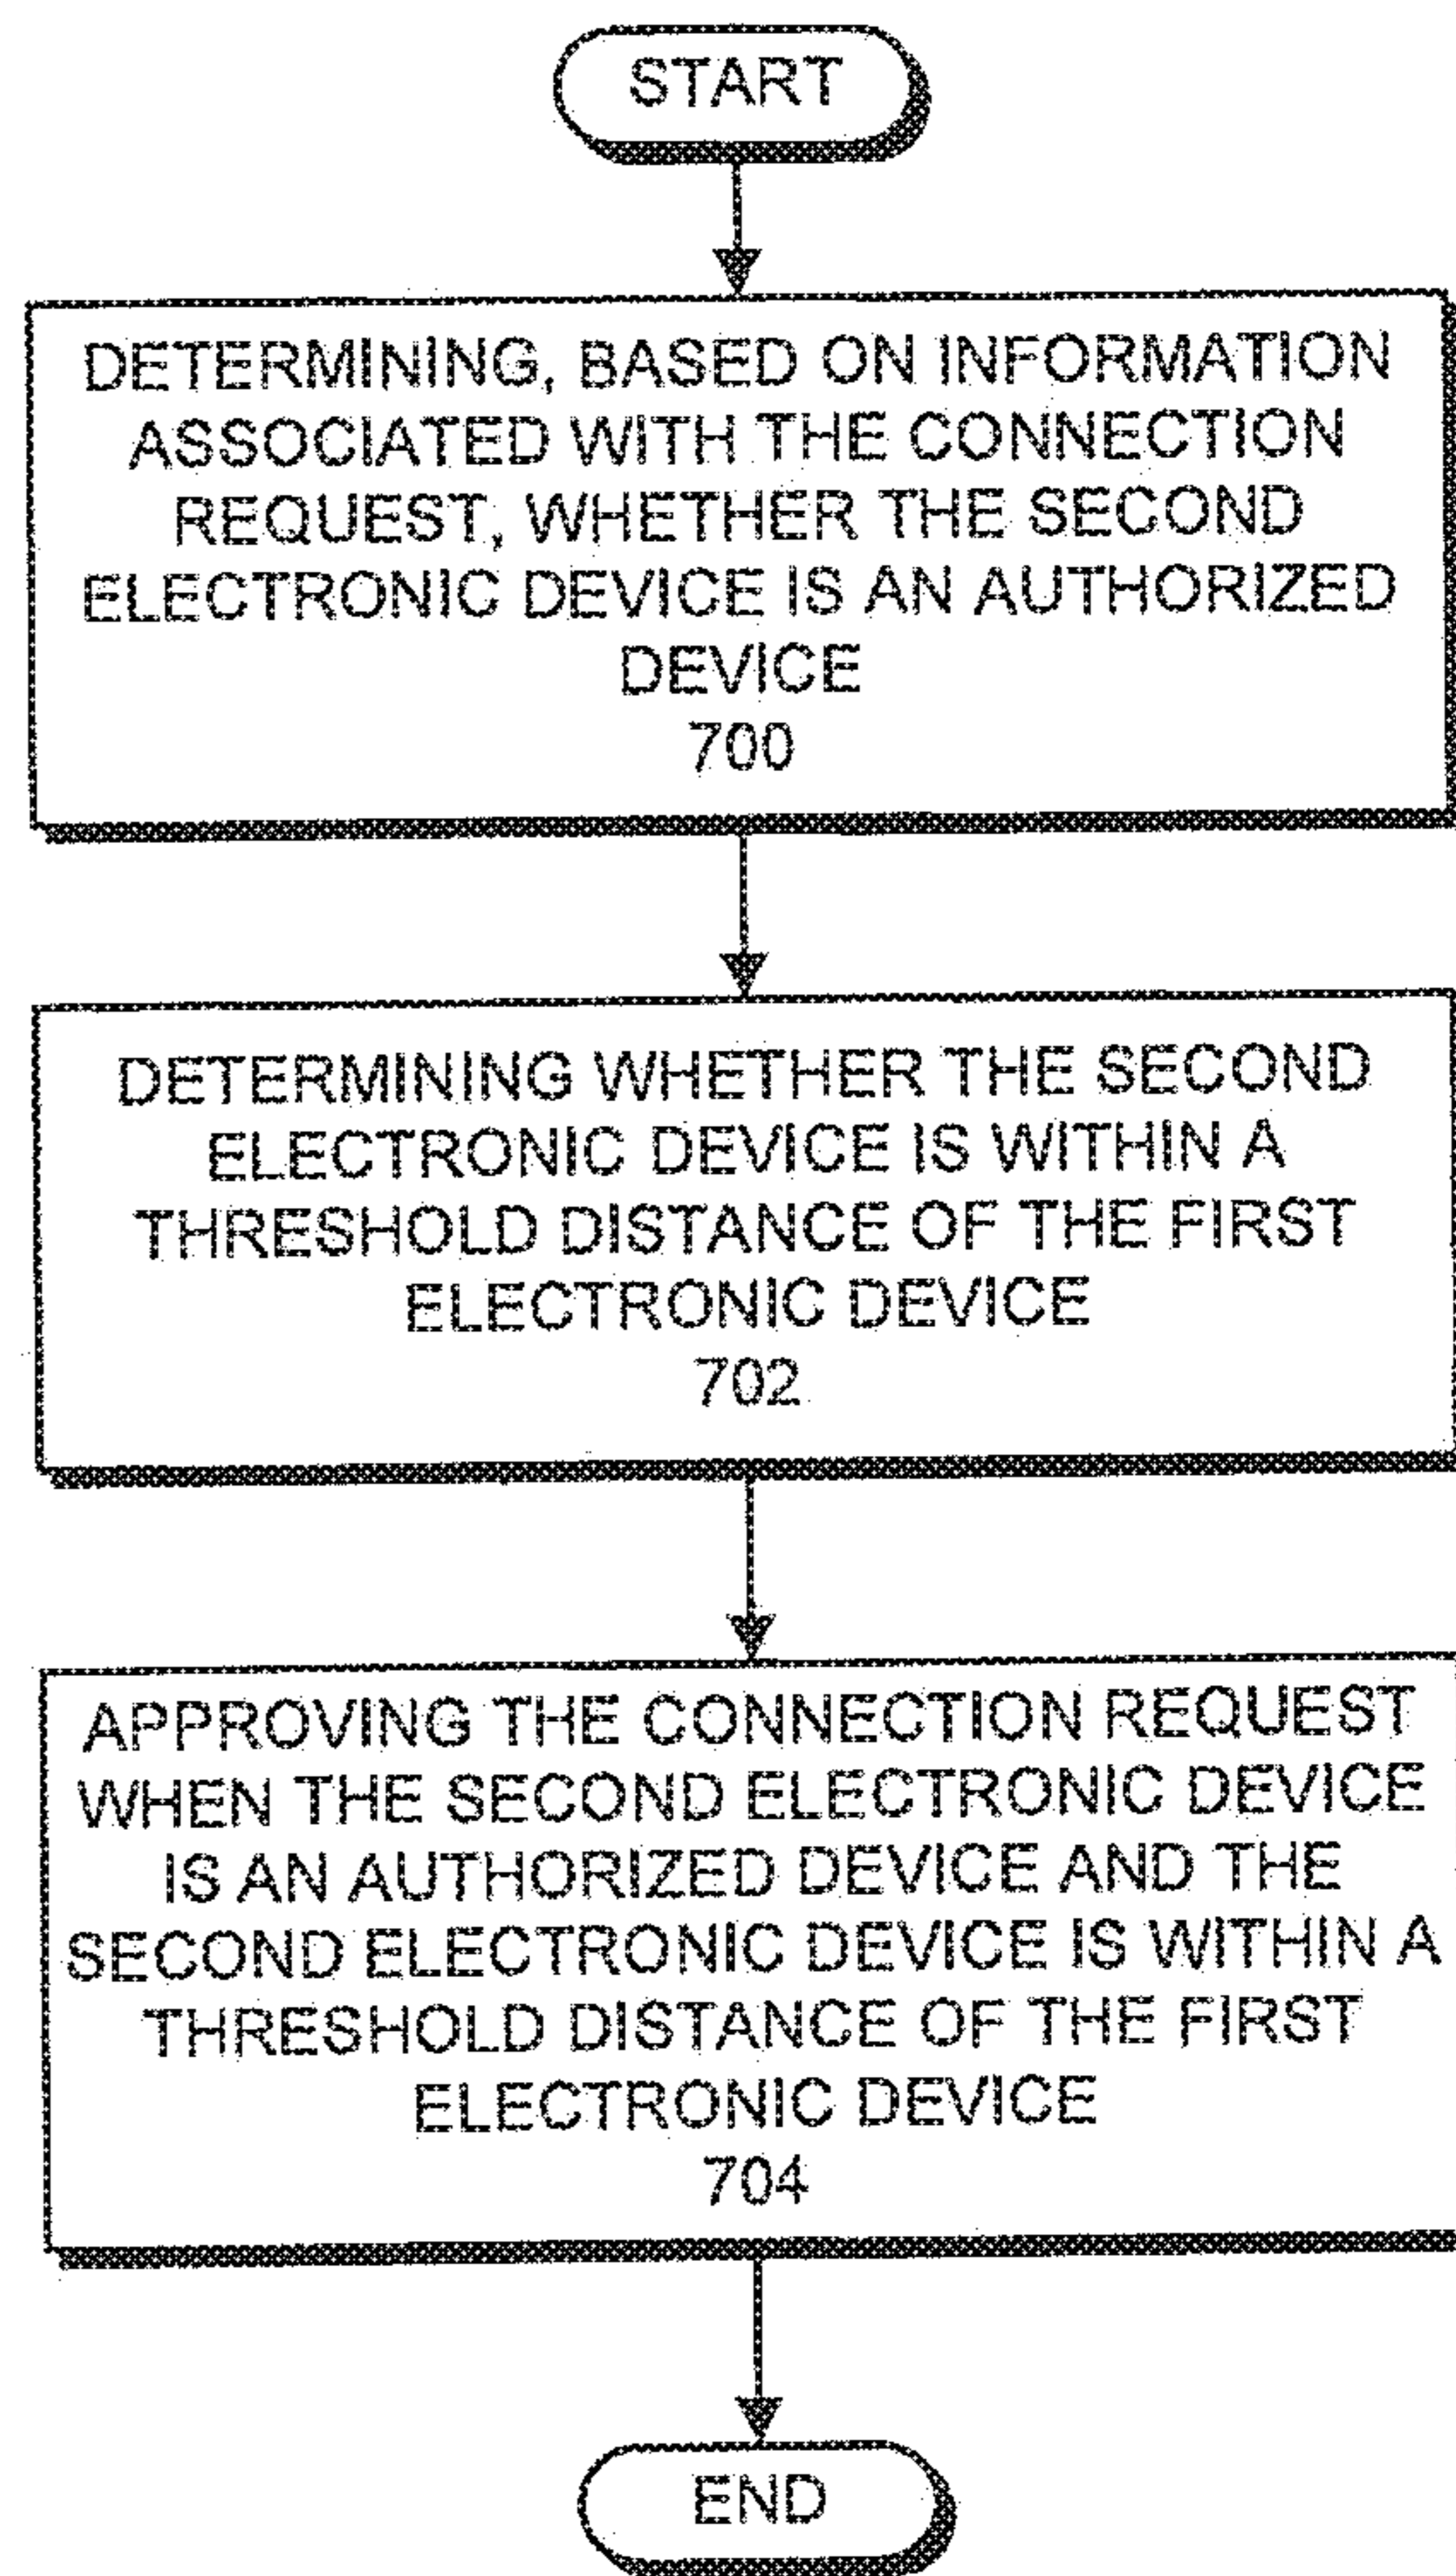 START
DETERMINING, BASED ON INFORMATION
ASSOCIATED WITH THE CONNECTION
REQUEST, WHETHER THE SECOND
ELECTRONIC DEVICE IS AN AUTHORIZED
DEVICE
700
DETERMINING WHETHER THE SECOND
ELECTRONIC DEVICE IS WITHIN A
THRESHOLD DISTANCE OF THE FIRST
ELECTRONIC DEVICE
702
APPROVING THE CONNECTION REQUEST
WHEN THE SECOND ELECTRONIC DEVICE
IS AN AUTHORIZED DEVICE AND THE
SECOND ELECTRONIC DEVICE IS WITHIN A
THRESHOLD DISTANCE OF THE FIRST
ELECTRONIC DEVICE
704
END